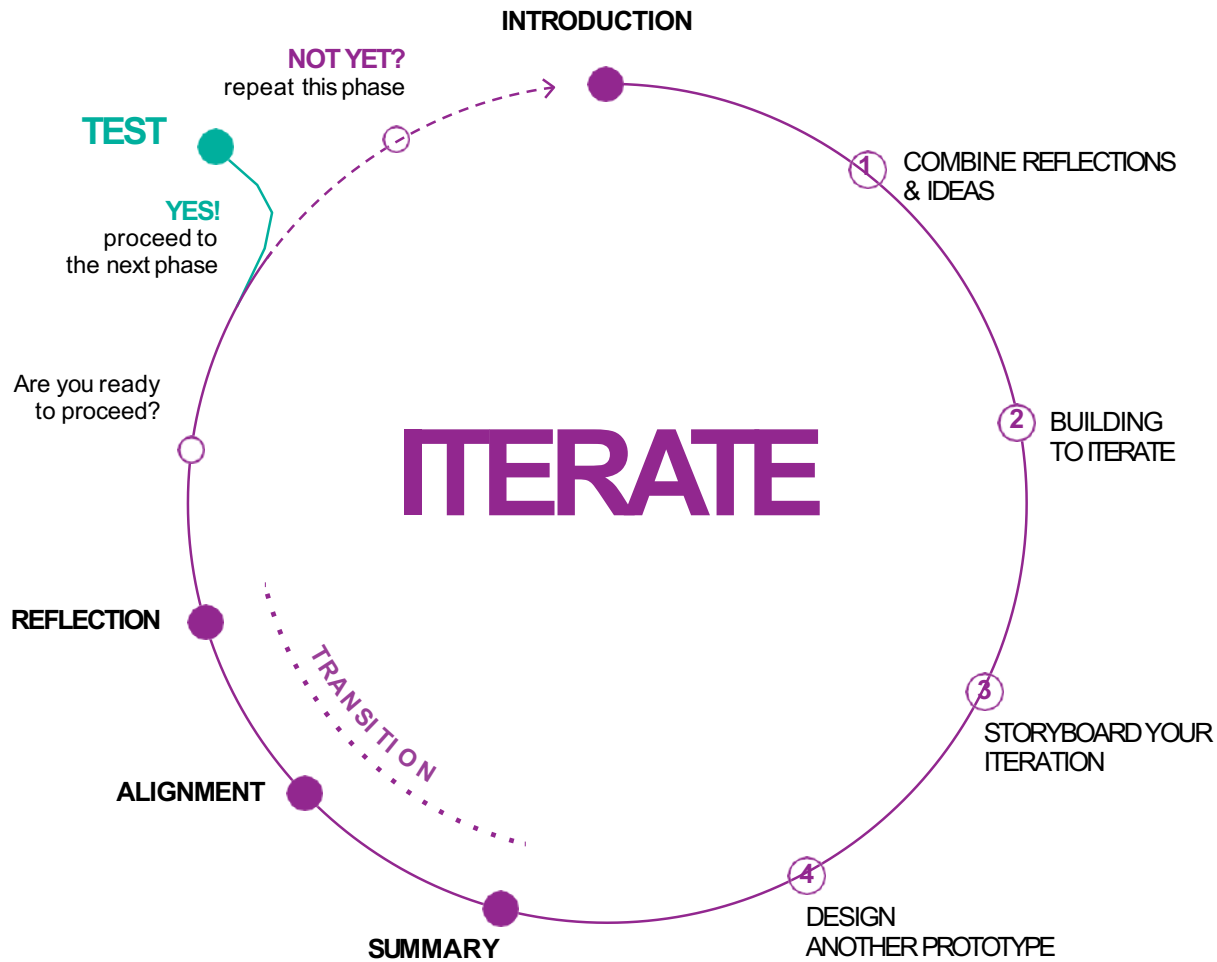 INTRODUCTION
NOT YET?
repeat this phase
TEST
YES!
proceed to
the next phase
Are you ready
to proceed?
1
COMBINE REFLECTIONS
& IDEAS
2
BUILDING
TO ITERATE
ITERATE
3
STORYBOARD YOUR
ITERATION
4
DESIGN
ANOTHER PROTOTYPE
TRANSITION
SUMMARY
ALIGNMENT
REFLECTION